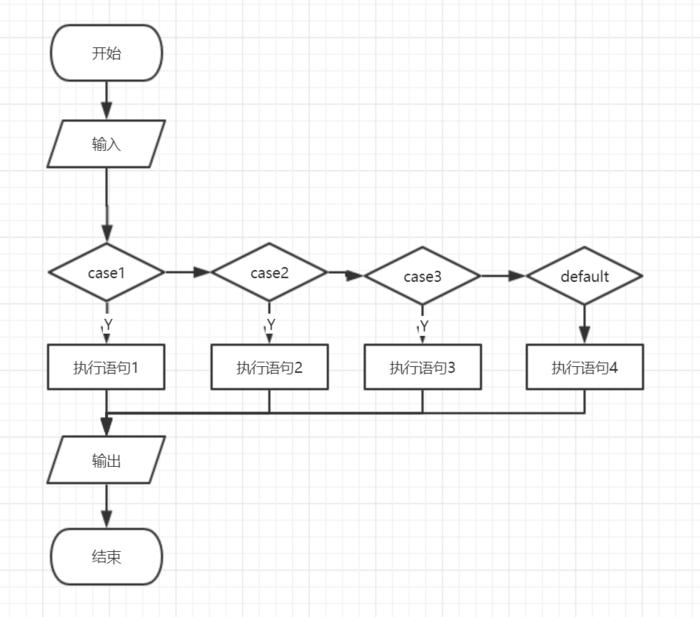 开始
输入
case1
case2
case3
default
Y
Y
Y
执行语句1
执行语句2
执行语句3
执行语句4
输出
结束